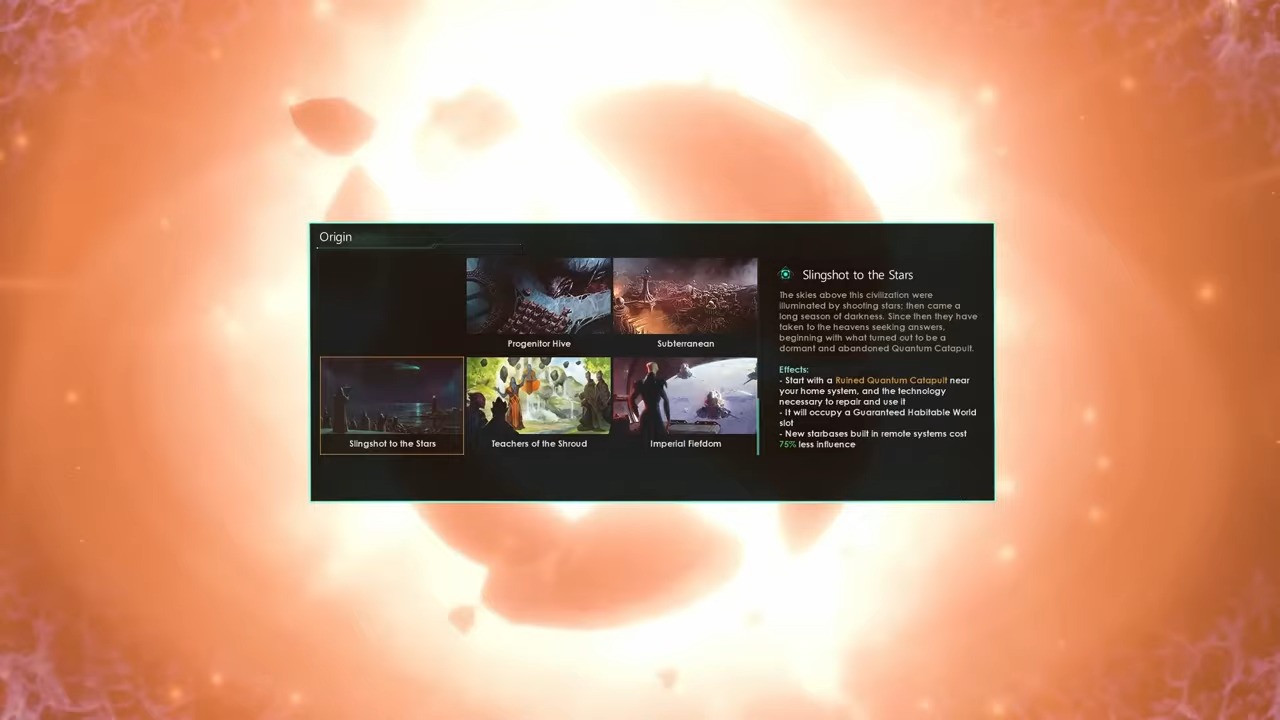 Origin
Progenitor Hive
Subterranean
Slingshot to the Stars
Teachers of the Shroud
Imperial Fiefdom
Slingshot to the Stars
The skies above this civilization were
illuminated by shooting stars; then came a
long season of darkness. Since then they have
taken to the heavens seeking answers,
beginning with what turned out to be a
dormant and abandoned Quantum Catapult.
Effects:
- Start with a Ruined Quantum Catapult near
your home system, and the technology
necessary to repair and use it
- It will occupy a Guaranteed Habitable World
slot
- New starbases built in remote systems cost
75% less influence